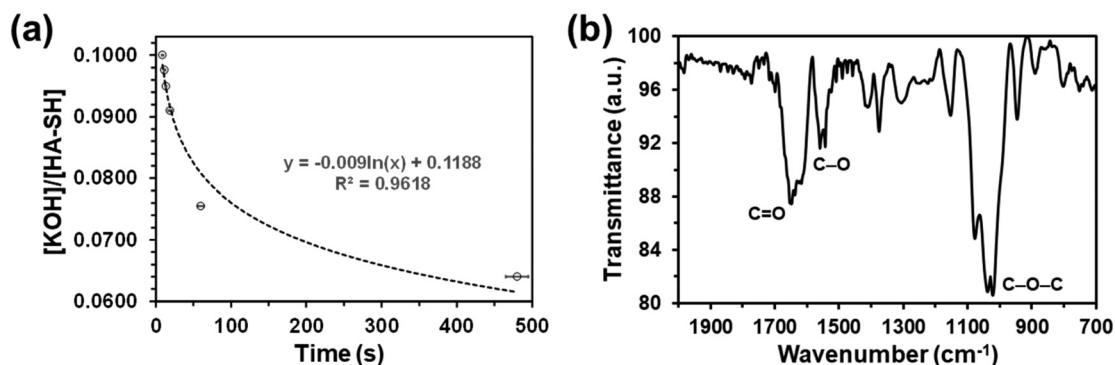 (a)
[KOH]/[HA-SH]
0.1000
0.0900
0.0800
0.0700
0.0600
y = -0.009ln(x) + 0.1188
R² = 0.9618
0 100 200 300 400 500
Time (s)
(b)
Transmittance (a.u.)
100
96
92
88
84
80
C=O
C–O
C–O–C
1900 1700 1500 1300 1100 900 700
Wavenumber (cm⁻¹)